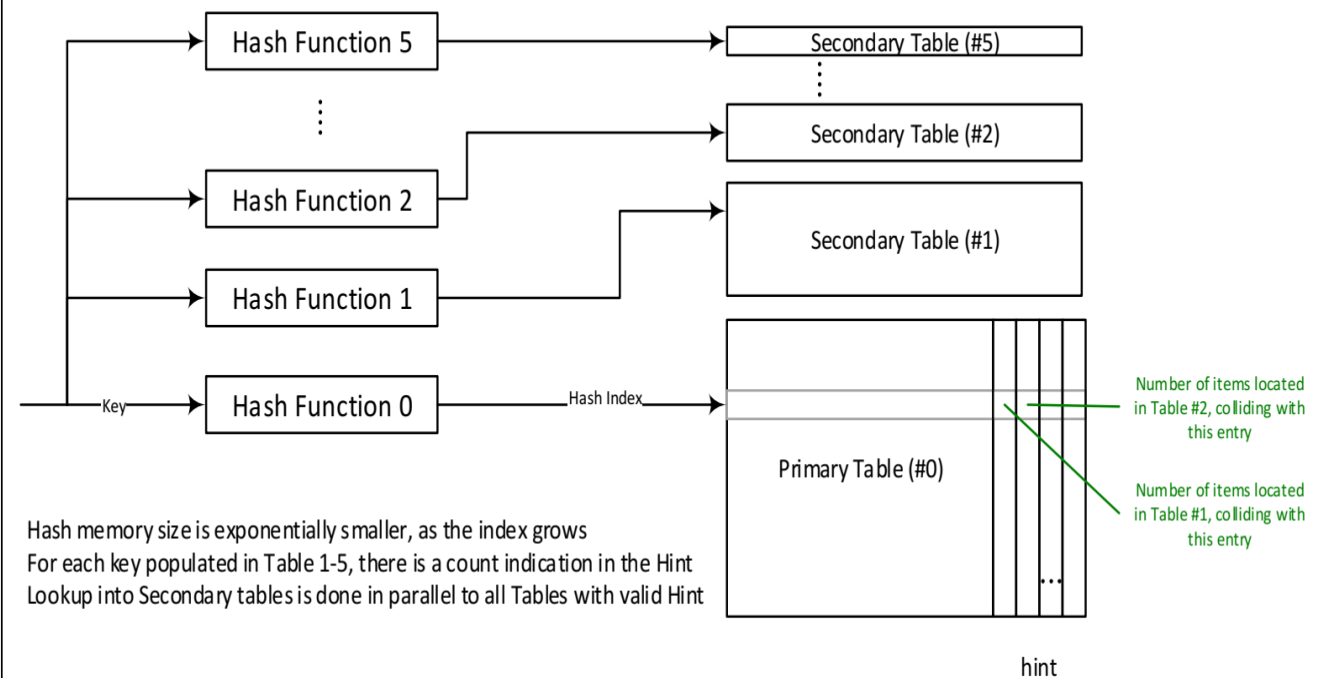 Hash Function 5
Secondary Table (#5)
Secondary Table (#2)
Hash Function 2
Secondary Table (#1)
Hash Function 1
Key
Hash Function 0
Hash Index
Primary Table (#0)
Number of items located
in Table #2, colliding with
this entry
Number of items located
in Table #1, colliding with
this entry
Hash memory size is exponentially smaller, as the index grows
For each key populated in Table 1-5, there is a count indication in the Hint
Lookup into Secondary tables is done in parallel to all Tables with valid Hint
...
hint